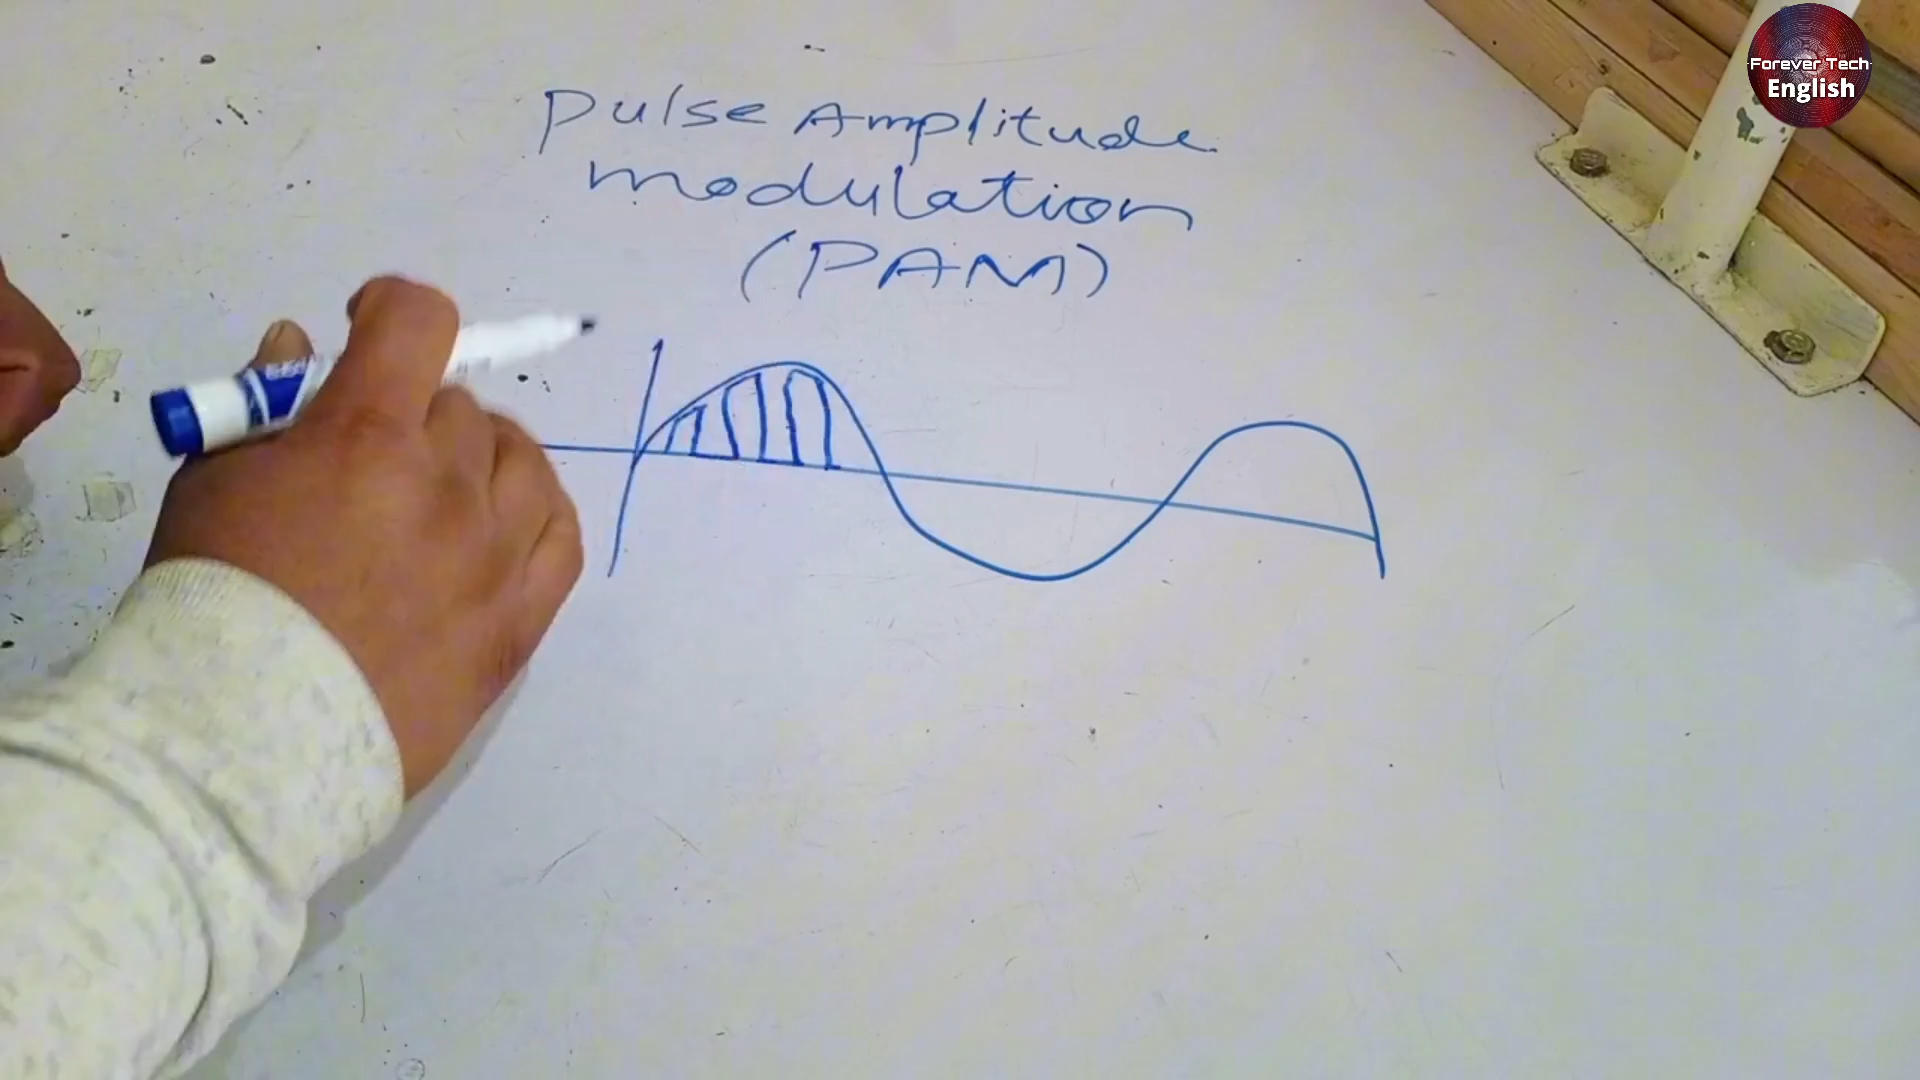 Pulse Amplitude
modulation
(PAM)
Forever Tech
English